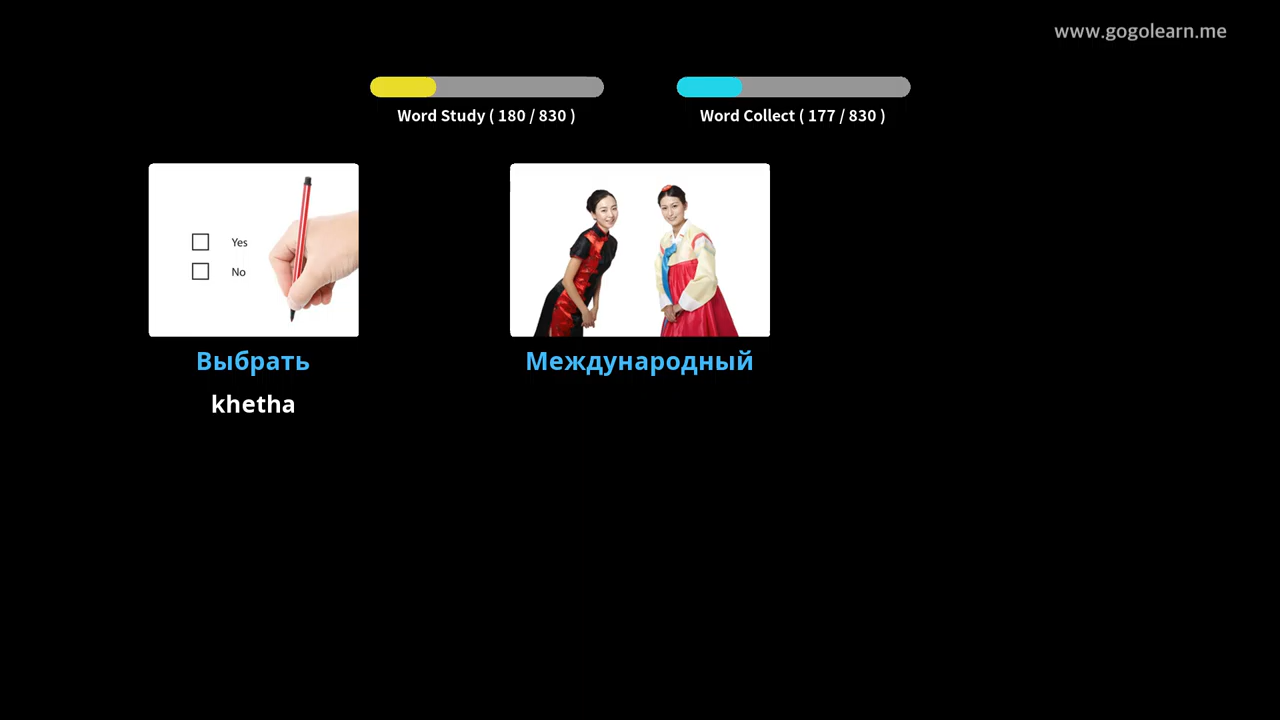 www.gogolearn.me
Word Study ( 180 / 830 )
Word Collect ( 177 / 830 )
Yes
No
Выбрать
khetha
Международный